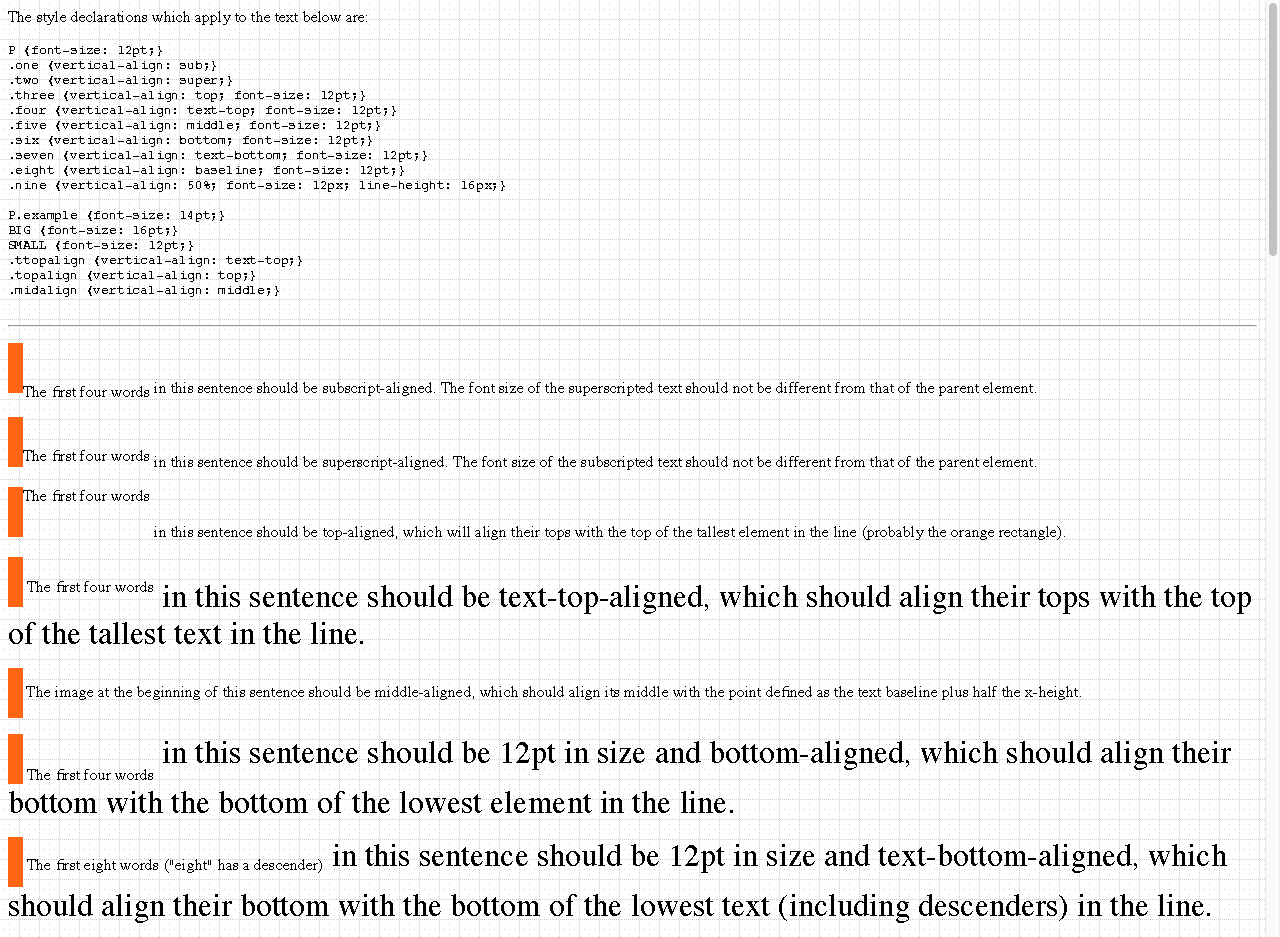 The style declarations which apply to the text below are:
P {font-size: 12pt;}
.one {vertical-align: sub;}
.two {vertical-align: super;}
.three {vertical-align: top; font-size: 12pt;}
.four {vertical-align: text-top; font-size: 12pt;}
.five {vertical-align: middle; font-size: 12pt;}
.six {vertical-align: bottom; font-size: 12pt;}
.seven {vertical-align: text-bottom; font-size: 12pt;}
.eight {vertical-align: baseline; font-size: 12pt;}
.nine {vertical-align: 50%; font-size: 12px; line-height: 16px;}
P.example {font-size: 14pt;}
BIG {font-size: 16pt;}
SMALL {font-size: 12pt;}
.ttopalign {vertical-align: text-top;}
.topalign {vertical-align: top;}
.midalign {vertical-align: middle;}
The first four words in this sentence should be subscript-aligned. The font size of the superscripted text should not be different from that of the parent element.
The first four words in this sentence should be superscript-aligned. The font size of the subscripted text should not be different from that of the parent element.
The first four words in this sentence should be top-aligned, which will align their tops with the top of the tallest element in the line (probably the orange rectangle).
The first four words in this sentence should be text-top-aligned, which should align their tops with the top
of the tallest text in the line.
The image at the beginning of this sentence should be middle-aligned, which should align its middle with the point defined as the text baseline plus half the x-height.
The first four words in this sentence should be 12pt in size and bottom-aligned, which should align their
bottom with the bottom of the lowest element in the line.
The first eight words ("eight" has a descender) in this sentence should be 12pt in size and text-bottom-aligned, which
should align their bottom with the bottom of the lowest text (including descenders) in the line.